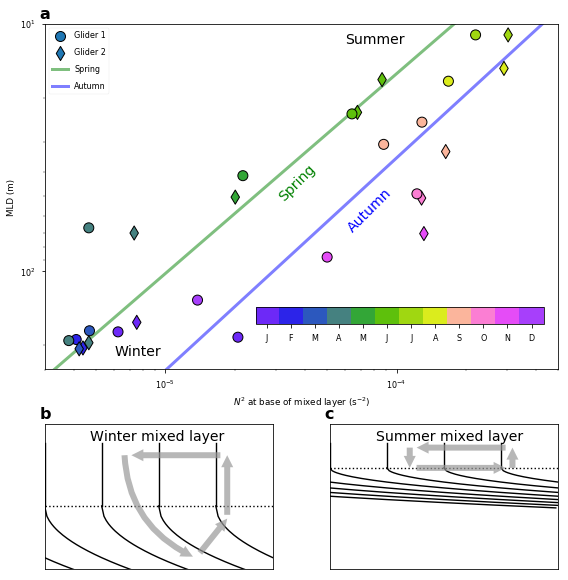 a
10¹
Glider 1
Glider 2
Spring
Autumn
Summer
MLD (m)
Spring
Autumn
10²
J F M A M J J A S O N D
Winter
10⁻⁵
10⁻⁴
N² at base of mixed layer (s⁻²)
b
c
Winter mixed layer
Summer mixed layer